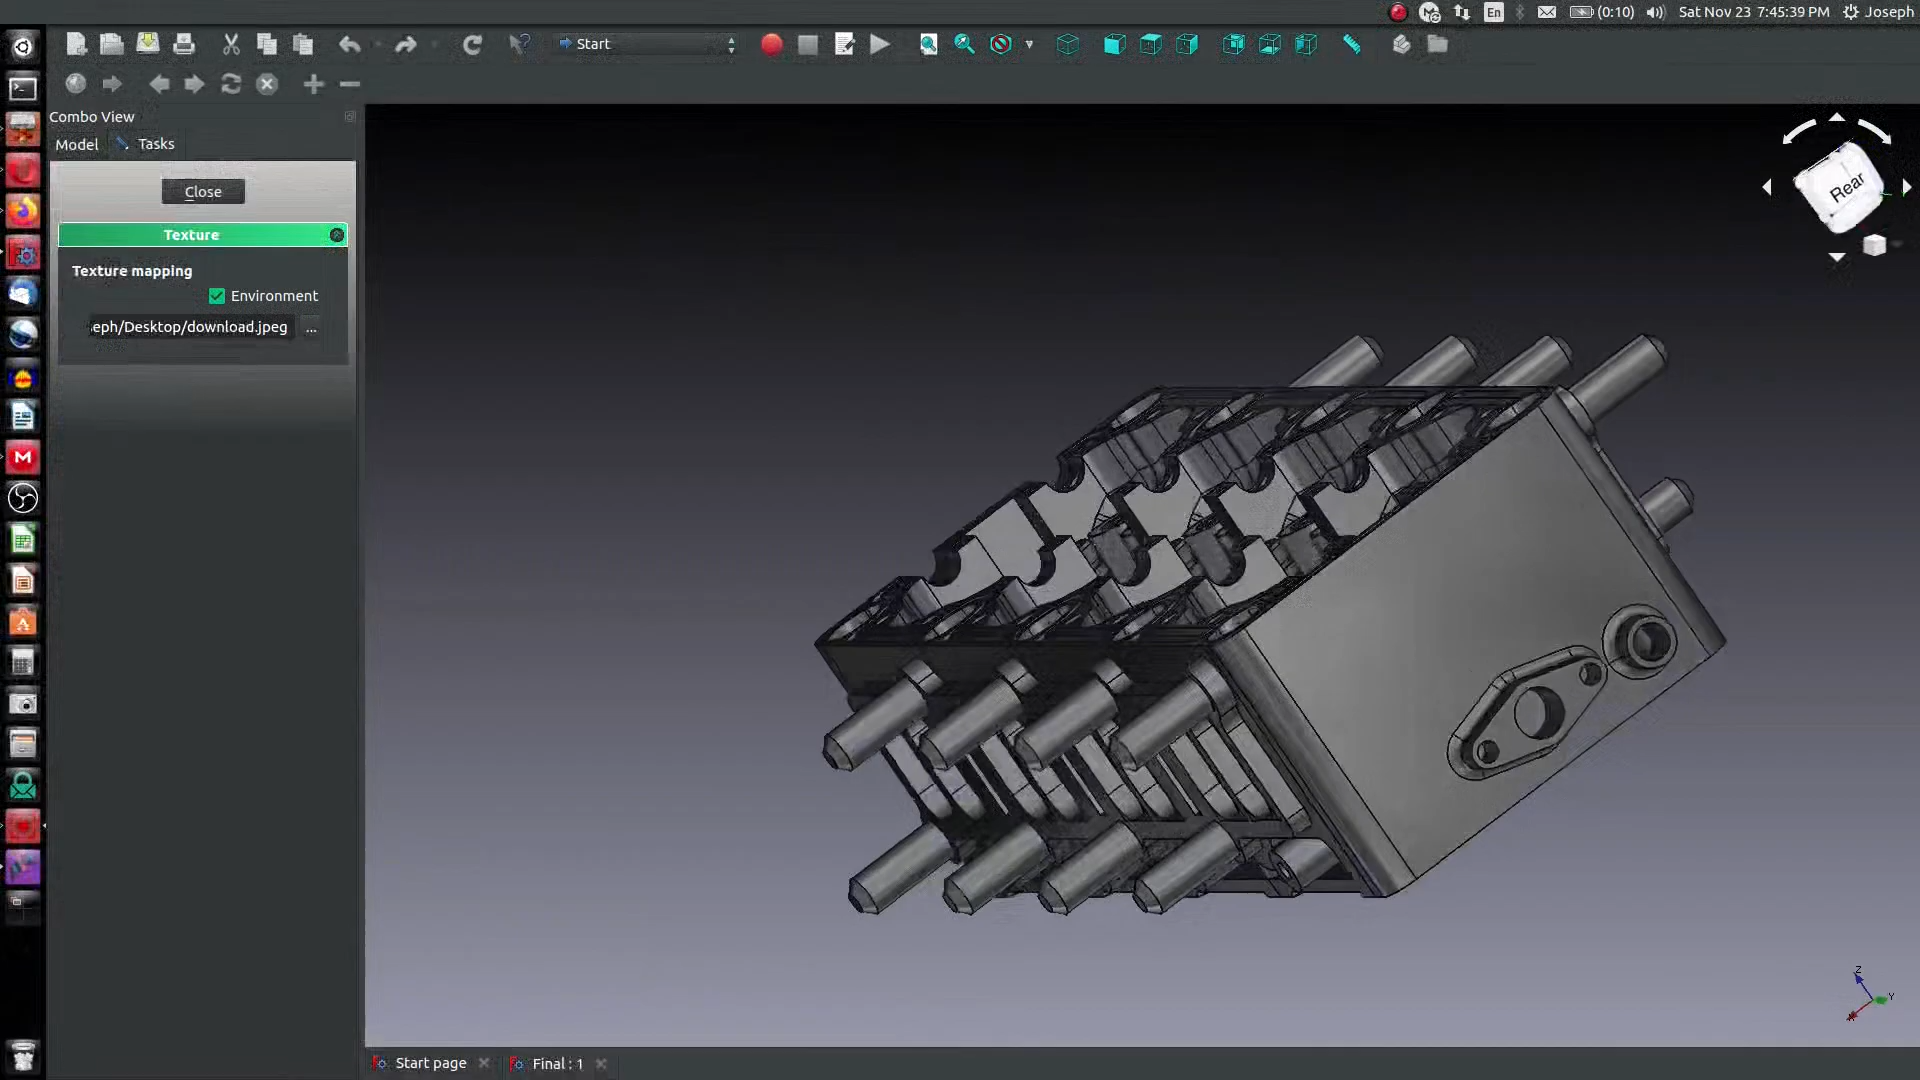 En
(0:10)
Sat Nov 23 7:45:39 PM
Joseph
Start
Combo View
Model
Tasks
Close
Texture
Texture mapping
Environment
eph/Desktop/download.jpeg
...
Rear
Z
Y
X
Start page
Final : 1